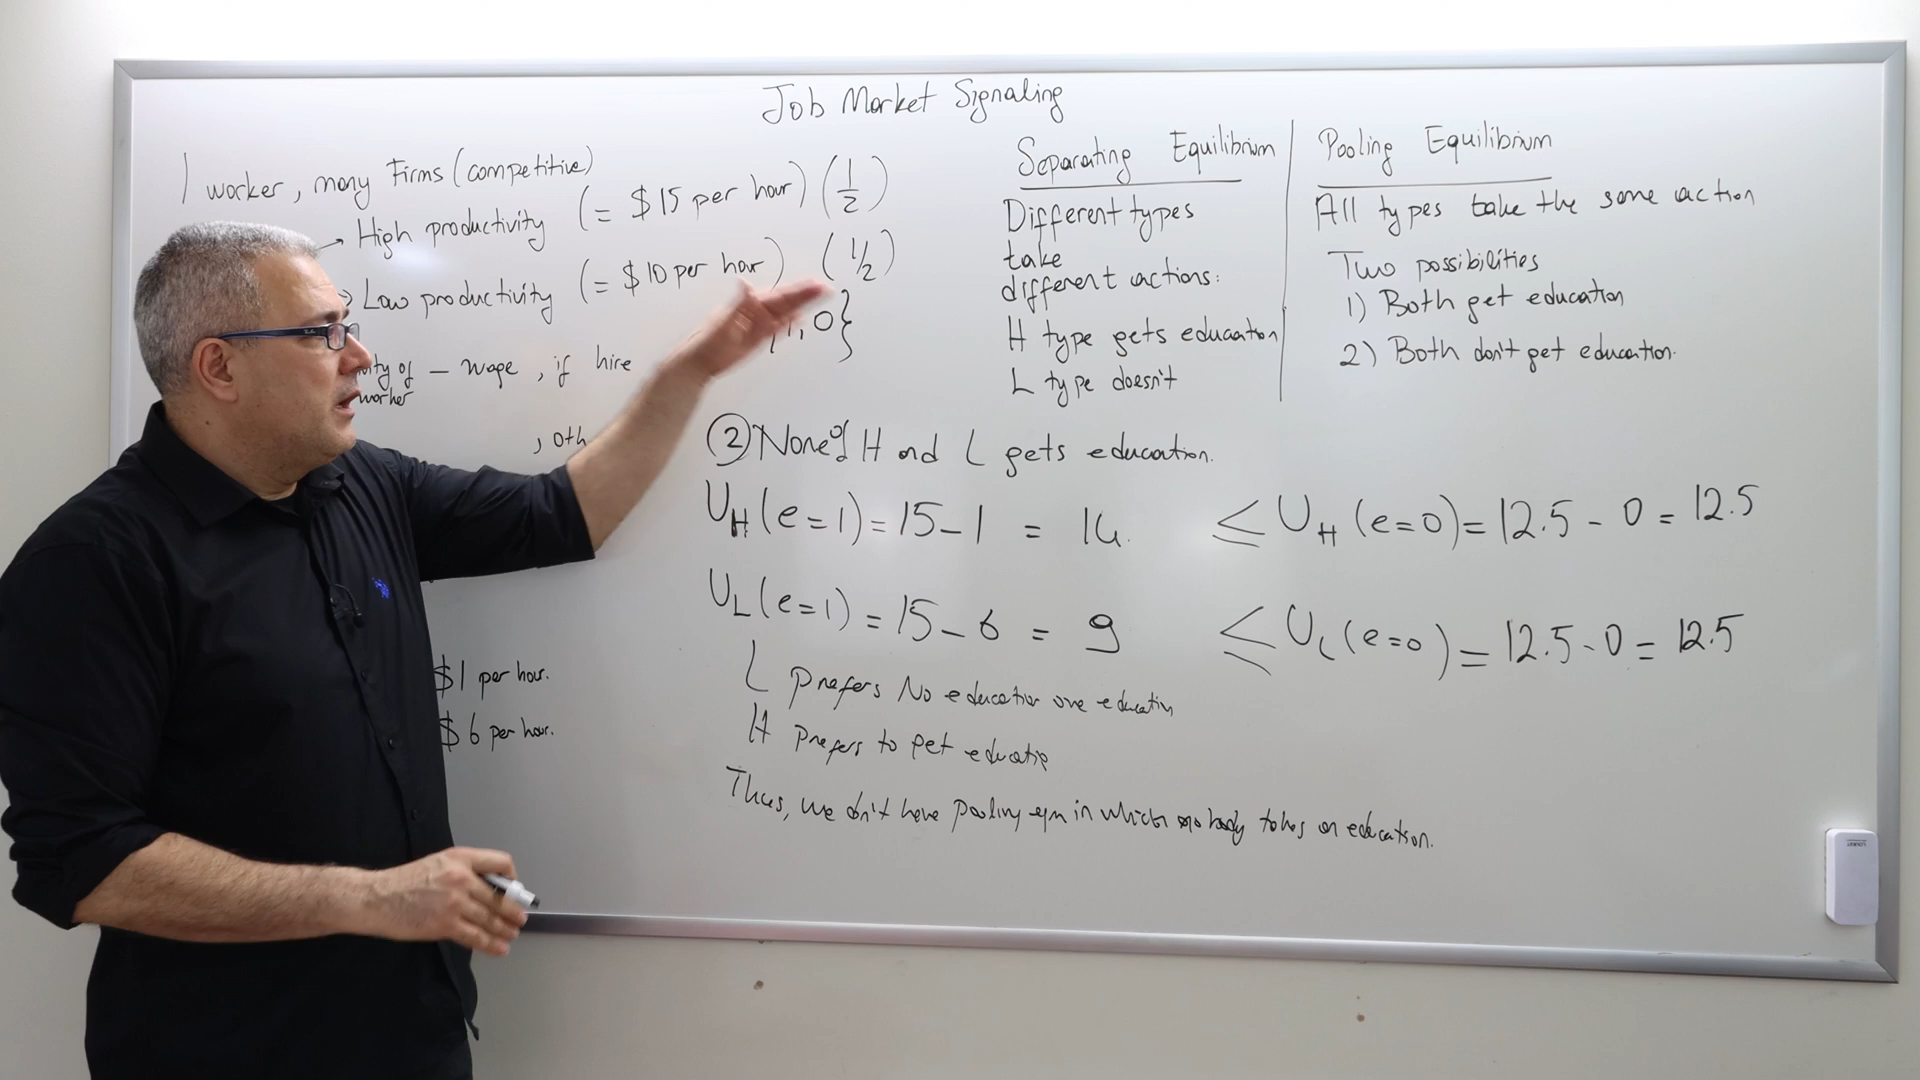 Job Market Signaling
1 worker, many Firms (competitive)
High productivity (= $15 per hour) (1/2)
Low productivity (= $10 per hour) (1/2)
1, 0}
of - wage, if hire
worker
, oth
$1 per hour.
$6 per hour.
Separating Equilibrium
Different types
take
different actions:
H type gets education
L type doesn't
Pooling Equilibrium
All types take the same action
Two possibilities
1) Both get education
2) Both don't get education.
② None of H and L gets education.
U_H(e=1)=15-1 = 14. ≤ U_H(e=0)=12.5 - 0 = 12.5
U_L(e=1) = 15-6 = 9 ≤ U_L(e=0) = 12.5-0 = 12.5
L prefers No education education
H prefers to get
Thus, we don't have pooling eqm in which nobody takes an education.